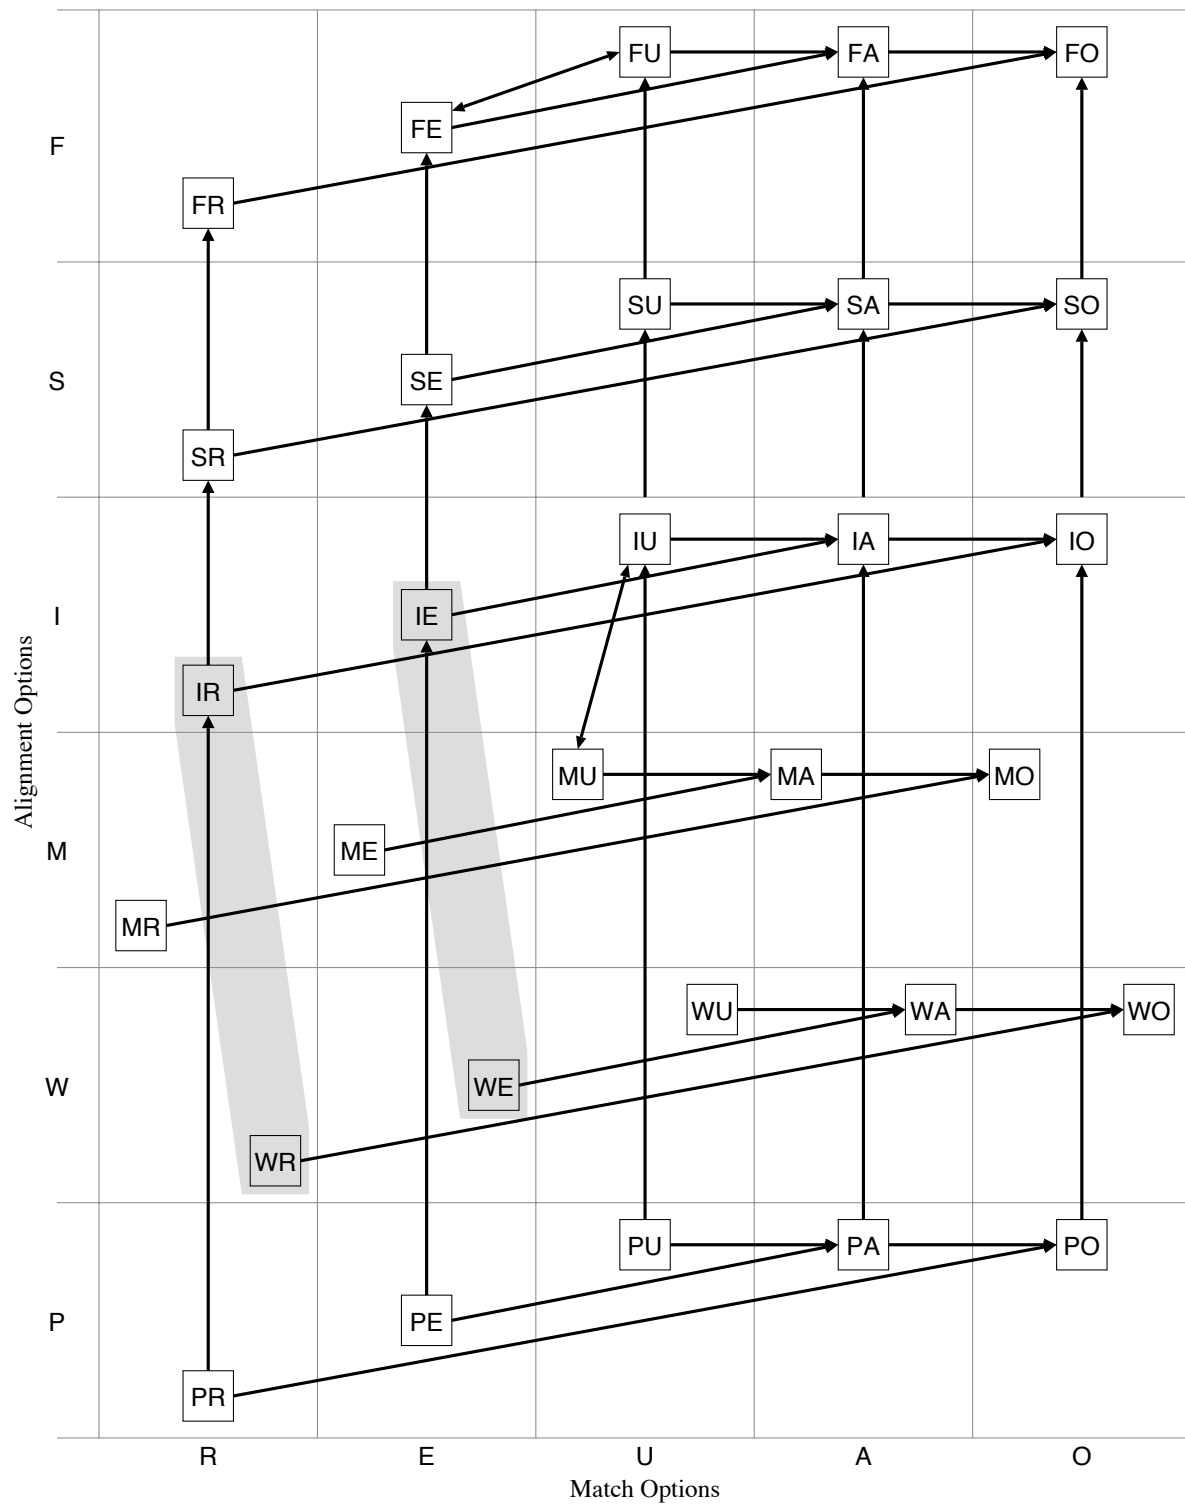 FU FA FO
FE
F
FR
SU SA SO
SE
S
SR
IU IA IO
IE
I
IR
Alignment Options
MU MA MO
ME
M
MR
WU WA WO
WE
W
WR
PU PA PO
PE
P
PR
R E U A O
Match Options